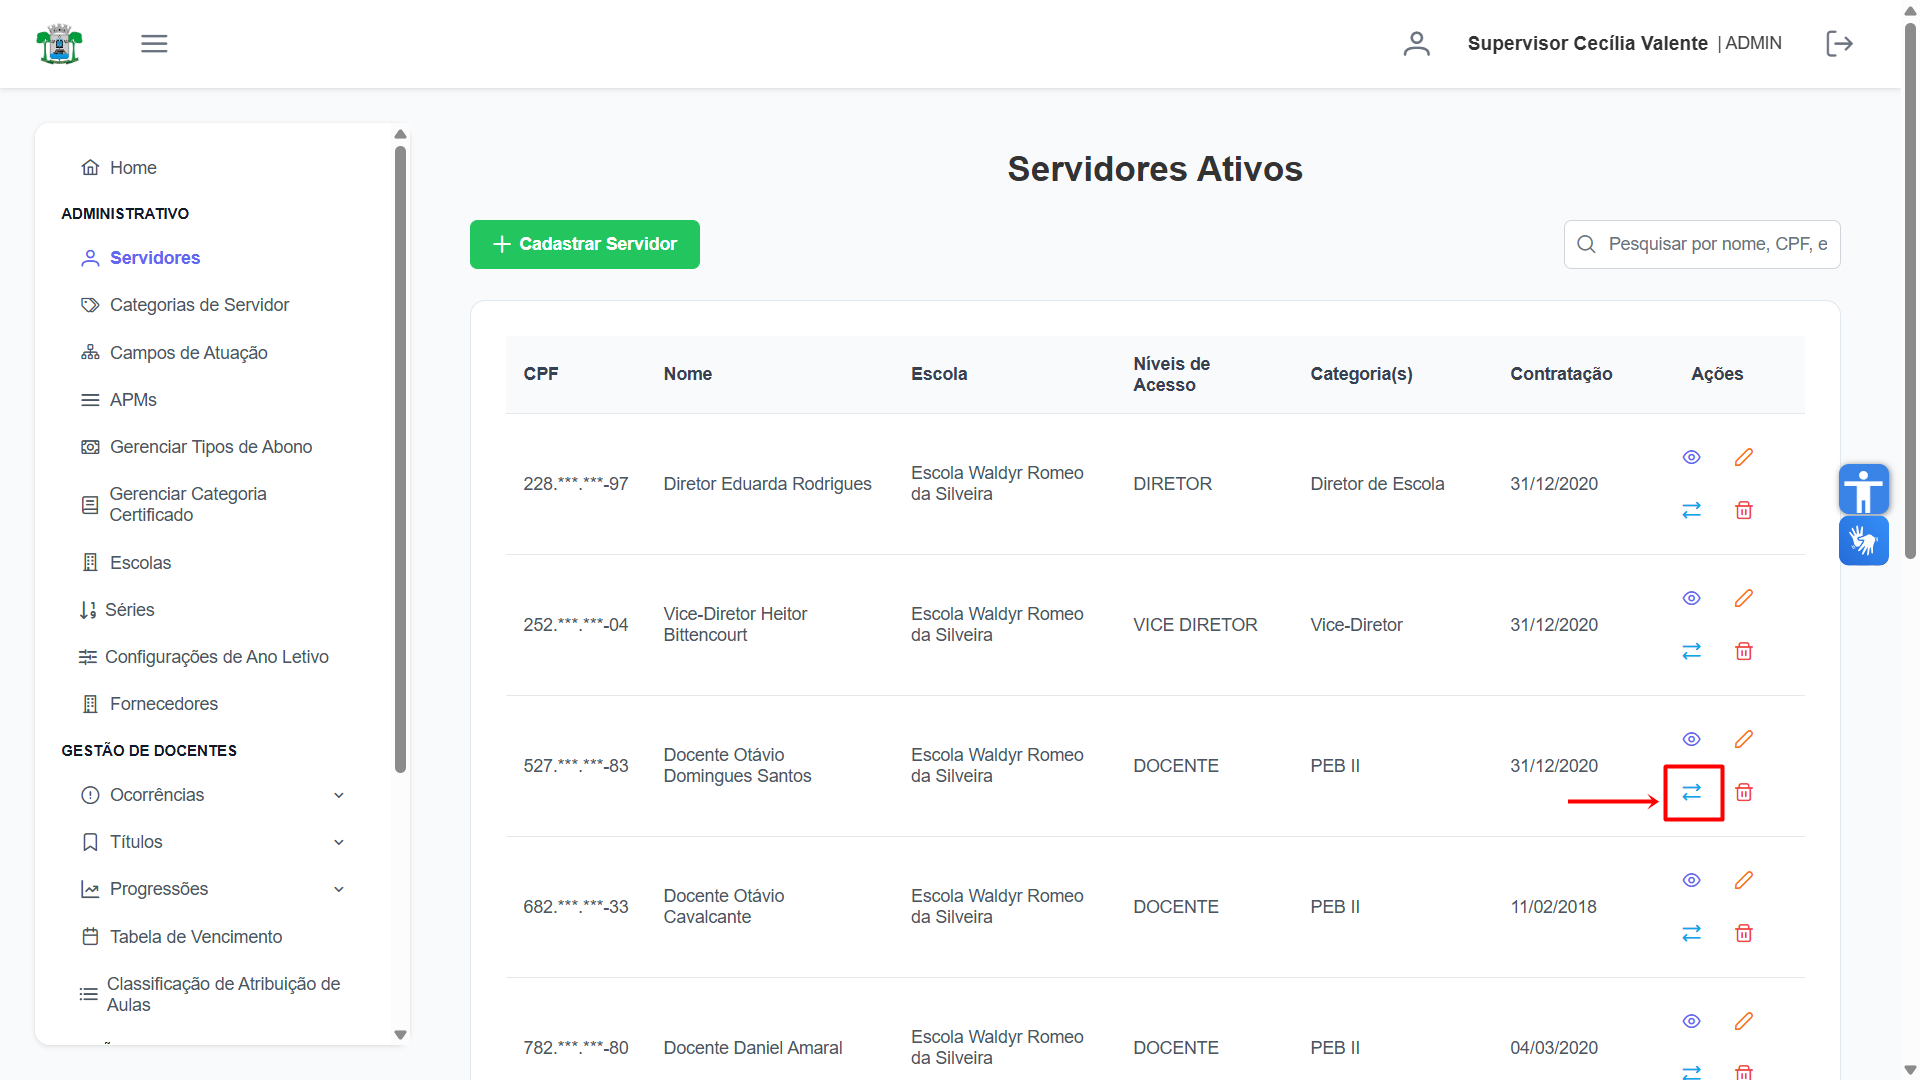 Supervisor Cecília Valente | ADMIN
Home
ADMINISTRATIVO
Servidores
Categorias de Servidor
Campos de Atuação
APMs
Gerenciar Tipos de Abono
Gerenciar Categoria
Certificado
Escolas
Séries
Configurações de Ano Letivo
Fornecedores
GESTÃO DE DOCENTES
Ocorrências
Títulos
Progressões
Tabela de Vencimento
Classificação de Atribuição de
Aulas
Servidores Ativos
Cadastrar Servidor
Pesquisar por nome, CPF, e
CPF Nome Escola Níveis de Acesso Categoria(s) Contratação Ações
228.***.***-97 Diretor Eduarda Rodrigues Escola Waldyr Romeo da Silveira DIRETOR Diretor de Escola 31/12/2020
252.***.***-04 Vice-Diretor Heitor Bittencourt Escola Waldyr Romeo da Silveira VICE DIRETOR Vice-Diretor 31/12/2020
527.***.***-83 Docente Otávio Domingues Santos Escola Waldyr Romeo da Silveira DOCENTE PEB II 31/12/2020
682.***.***-33 Docente Otávio Cavalcante Escola Waldyr Romeo da Silveira DOCENTE PEB II 11/02/2018
782.***.***-80 Docente Daniel Amaral Escola Waldyr Romeo da Silveira DOCENTE PEB II 04/03/2020